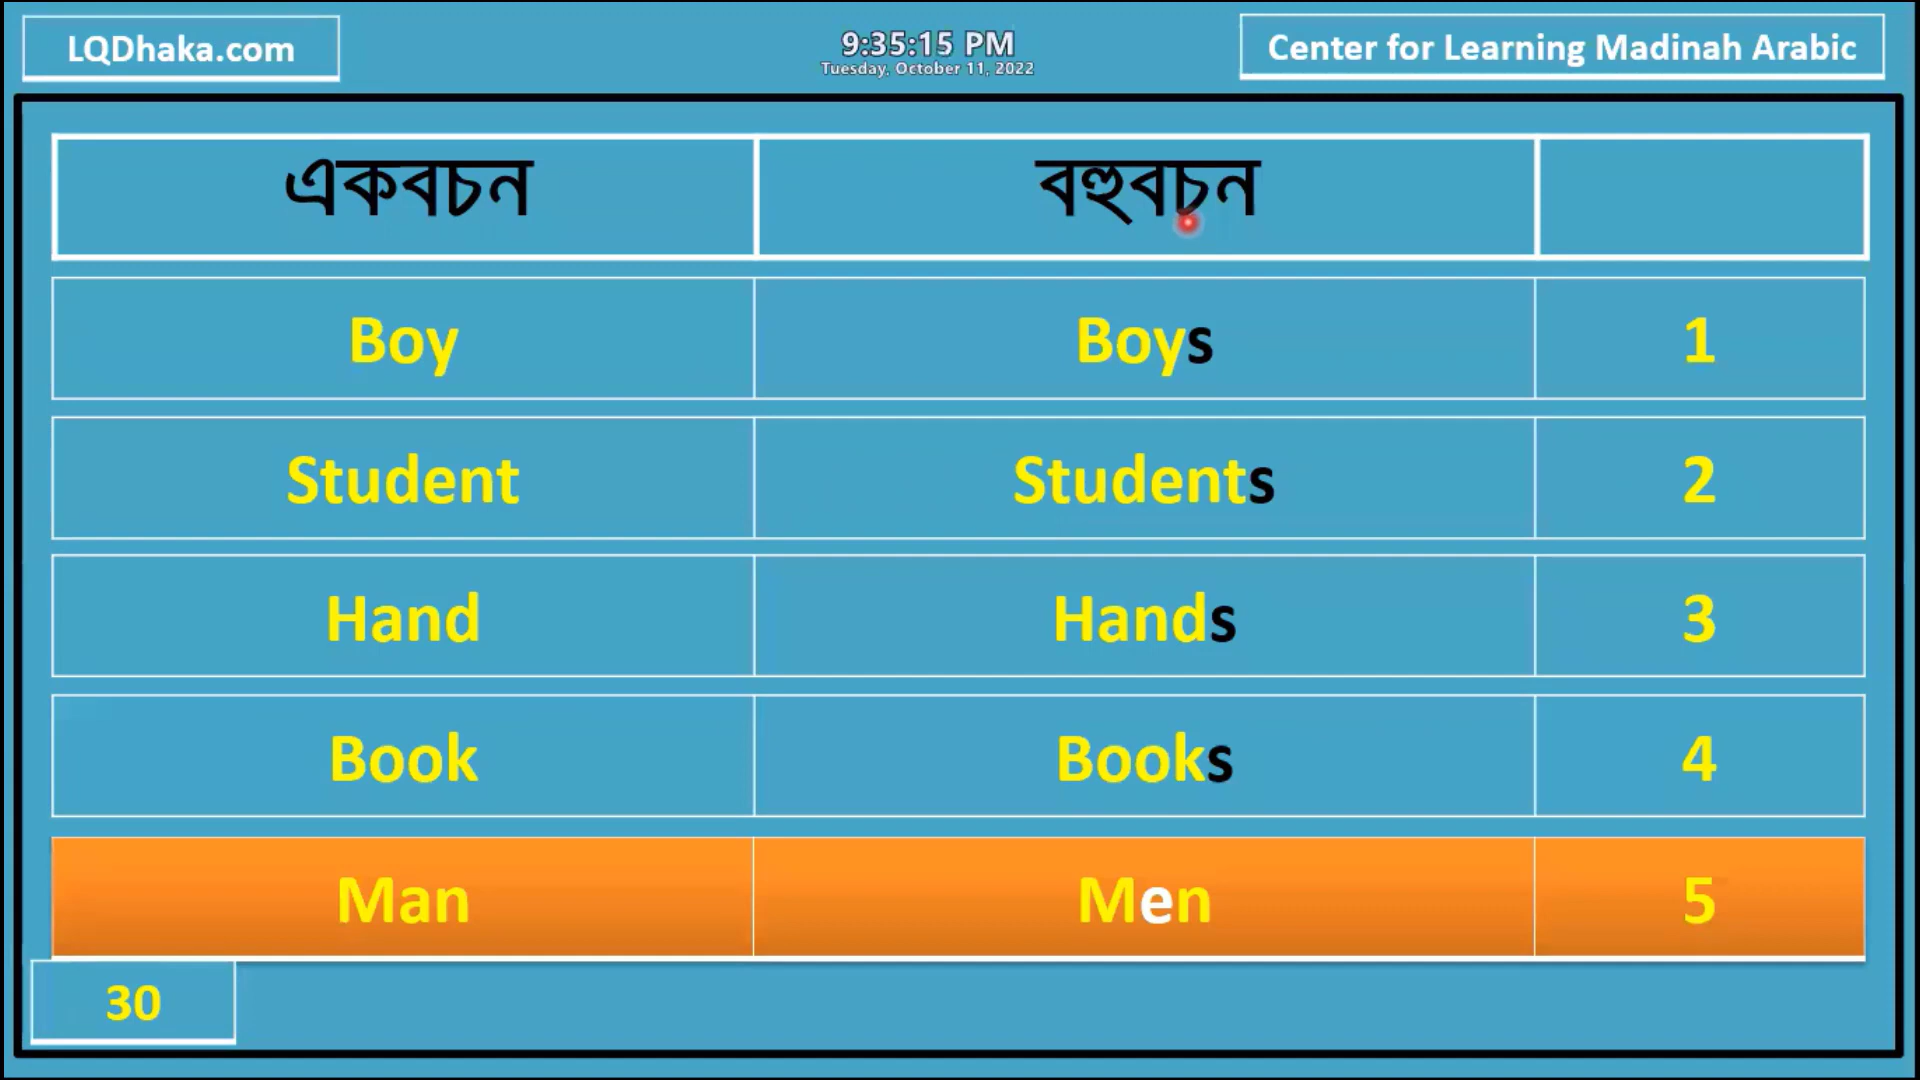 LQDhaka.com
9:35:15 PM
Tuesday, October 11, 2022
Center for Learning Madinah Arabic
একবচন বহুবচন
Boy Boys 1
Student Students 2
Hand Hands 3
Book Books 4
Man Men 5
30